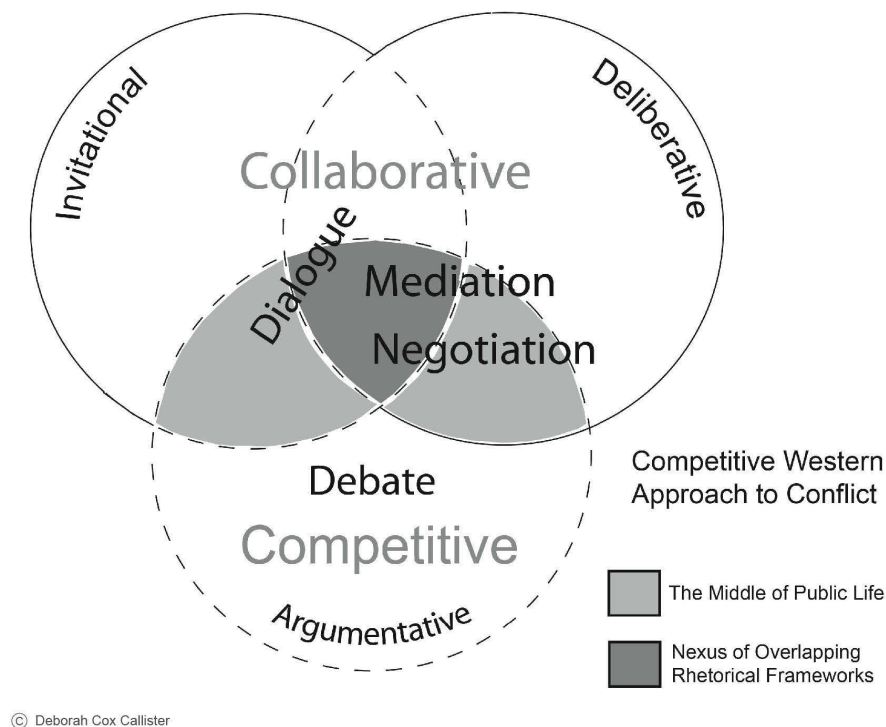 Invitational
Deliberative
Collaborative
Dialogue
Mediation
Negotiation
Debate
Competitive
Argumentative
Competitive Western
Approach to Conflict
The Middle of Public Life
Nexus of Overlapping
Rhetorical Frameworks
© Deborah Cox Callister